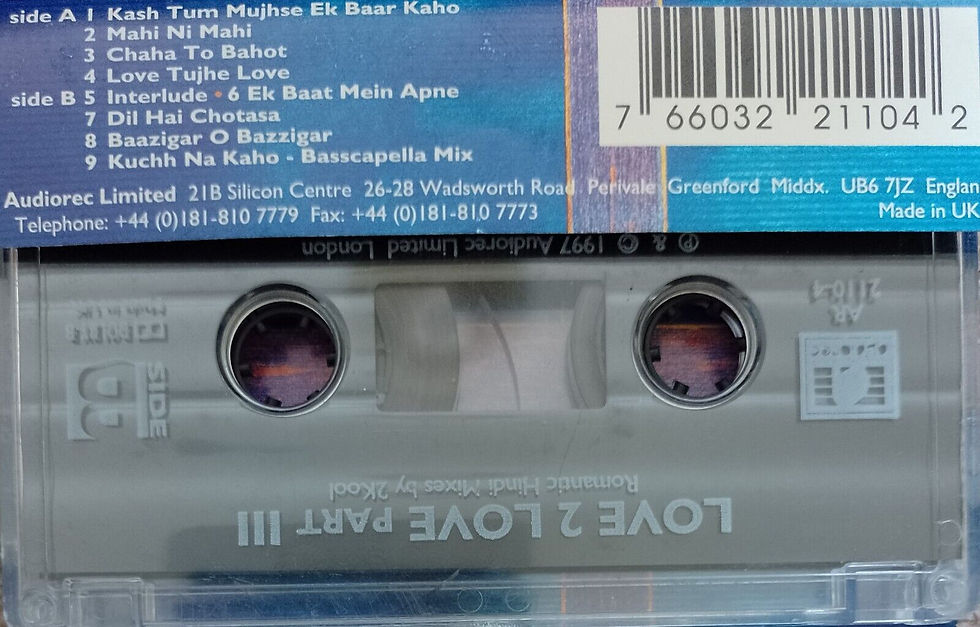 side A 1 Kash Tum Mujhse Ek Baar Kaho
2 Mahi Ni Mahi
3 Chaha To Bahot
4 Love Tujhe Love
side B 5 Interlude • 6 Ek Baat Mein Apne
7 Dil Hai Chotasa
8 Baazigar O Bazzigar
9 Kuchh Na Kaho - Basscapella Mix
7 66032 21104 2
Audiorec Limited 21B Silicon Centre 26-28 Wadsworth Road Perivale Greenford Middx. UB6 7JZ Englan
Telephone: +44 (0)181-810 7779 Fax: +44 (0)181-810 7773
Made in UK
℗ & © 1997 Audiorec Limited London
AR
2110-4
audiorec
Made in UK
SIDE
B
LOVE 2 LOVE PART III
Romantic Hindi Mixes by 2Kool